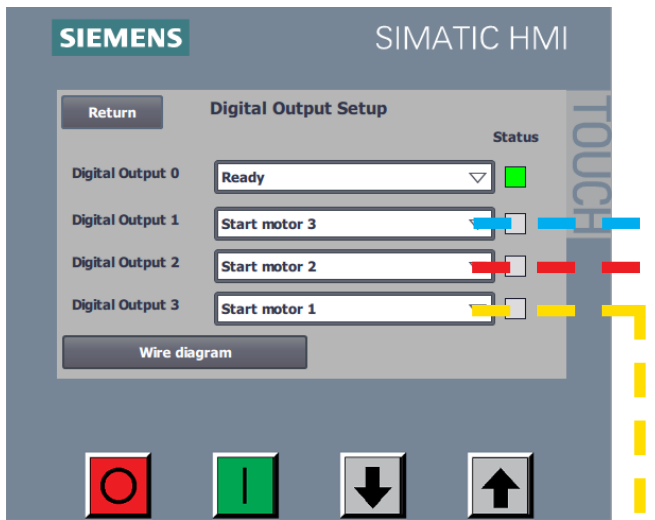 SIEMENS
SIMATIC HMI
TOUCH
Return
Digital Output Setup
Status
Digital Output 0
Ready
Digital Output 1
Start motor 3
Digital Output 2
Start motor 2
Digital Output 3
Start motor 1
Wire diagram